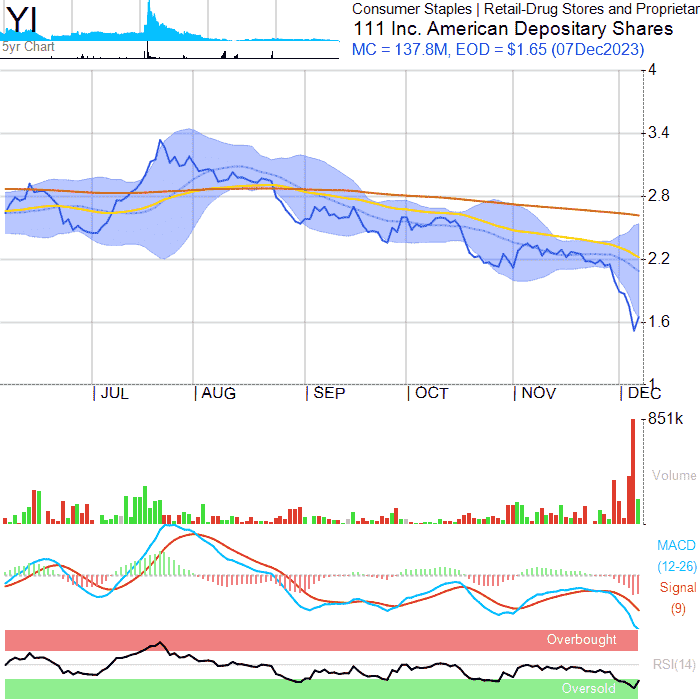 YI
5yr Chart
Consumer Staples | Retail-Drug Stores and Proprietar
111 Inc. American Depositary Shares
MC = 137.8M, EOD = $1.65 (07Dec2023)
4
3.4
2.8
2.2
1.6
1
JUL AUG SEP OCT NOV DEC
851k
Volume
MACD
(12-26)
Signal
(9)
Overbought
RSI(14)
Oversold